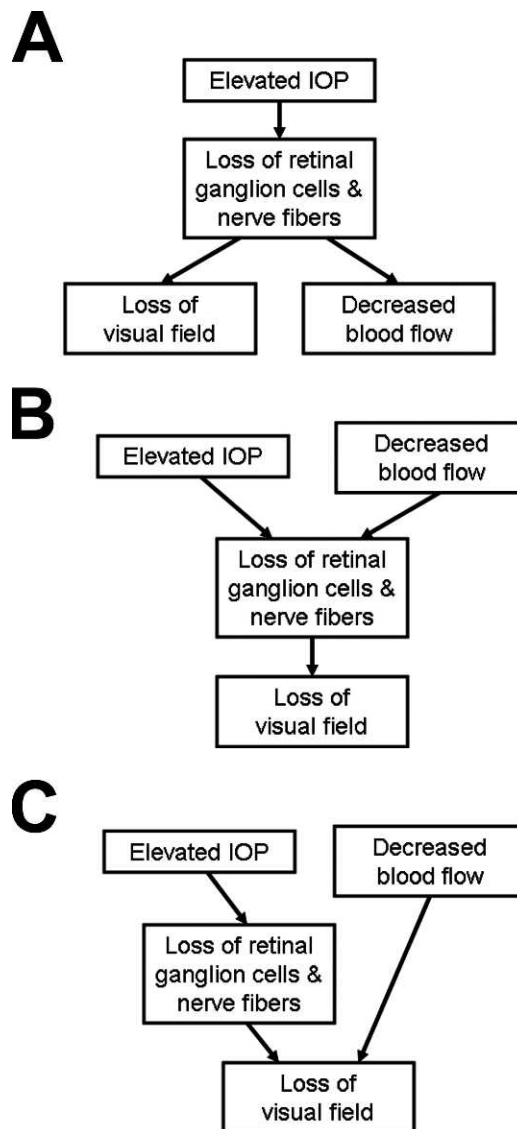 A
Elevated IOP
Loss of retinal
ganglion cells &
nerve fibers
Loss of
visual field
Decreased
blood flow
B
Elevated IOP
Decreased
blood flow
Loss of retinal
ganglion cells &
nerve fibers
Loss of
visual field
C
Elevated IOP
Decreased
blood flow
Loss of retinal
ganglion cells &
nerve fibers
Loss of
visual field